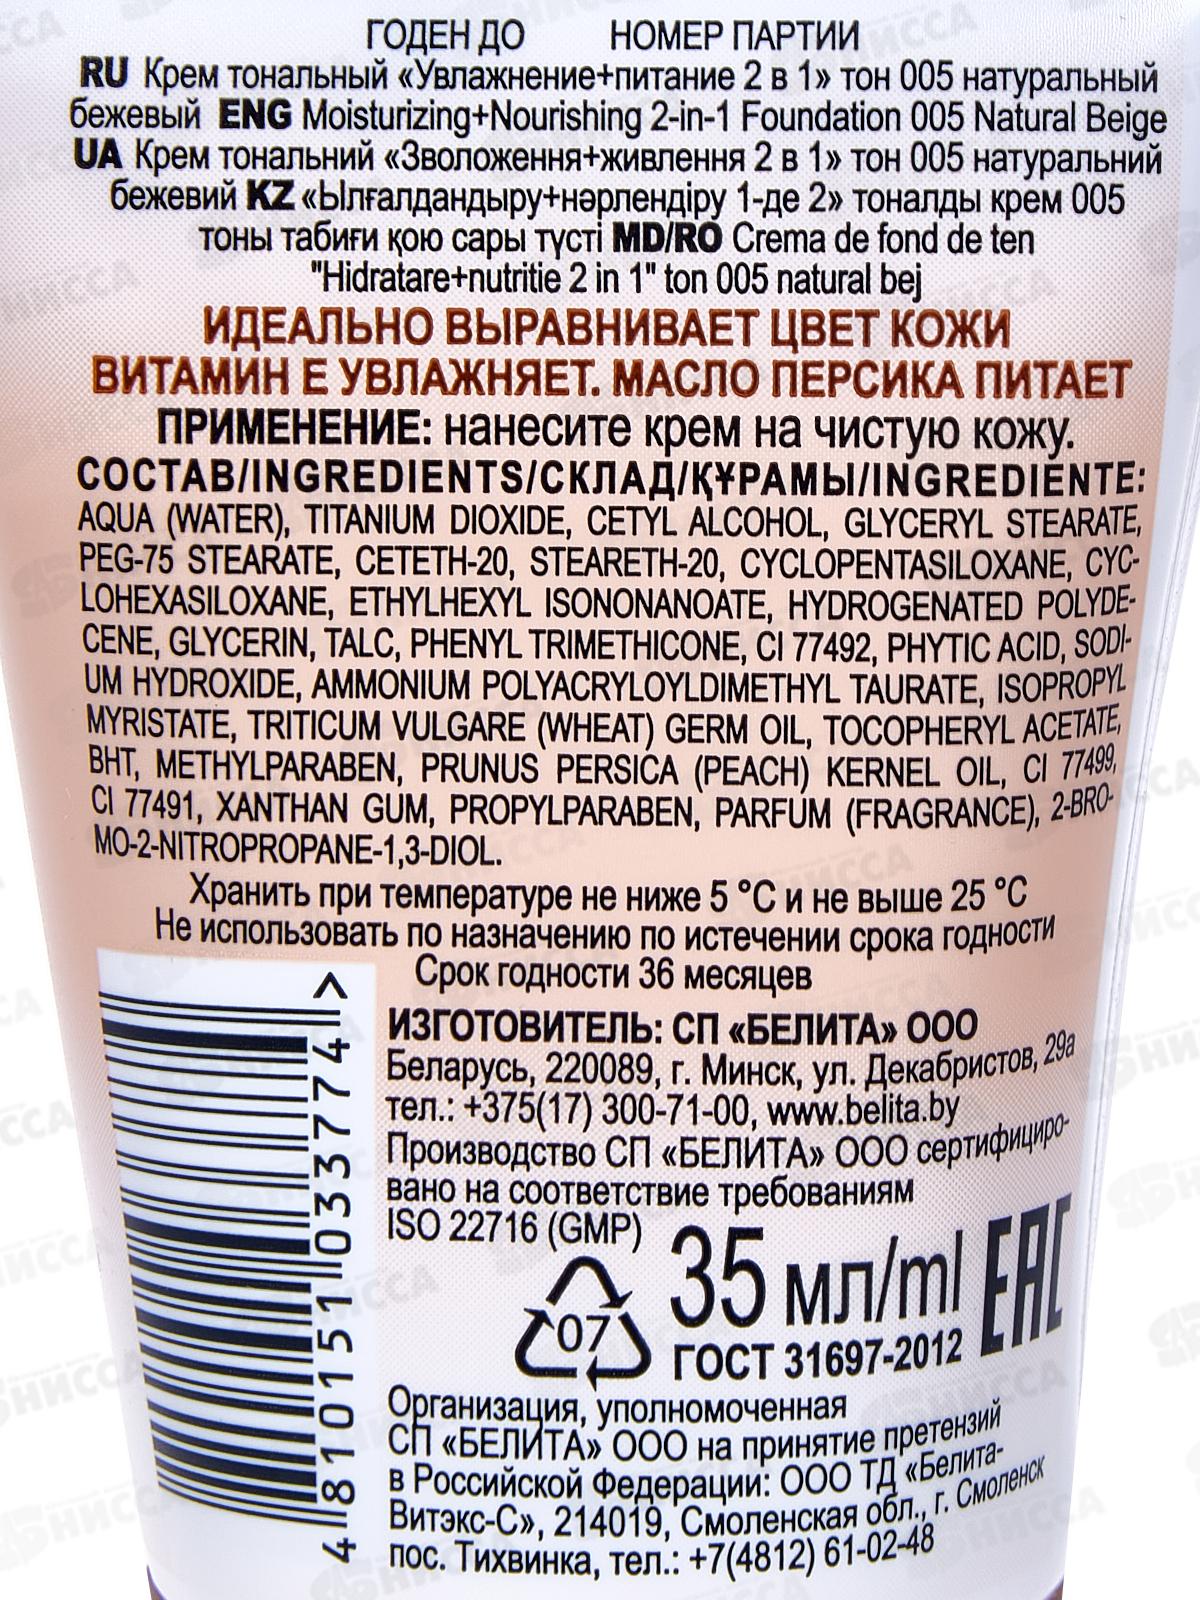 ГОДЕН ДО НОМЕР ПАРТИИ
RU Крем тональный «Увлажнение+питание 2 в 1» тон 005 натуральный
бежевый ENG Moisturizing+Nourishing 2-in-1 Foundation 005 Natural Beige
UA Крем тональний «Зволоження+живлення 2 в 1» тон 005 натуральний
бежевий KZ «Ылғалдандыру+нәрлендіру 1-де 2» тоналды крем 005
тоны табиғи қою сары түсті MD/RO Crema de fond de ten
"Hidratare+nutritie 2 in 1" ton 005 natural bej
ИДЕАЛЬНО ВЫРАВНИВАЕТ ЦВЕТ КОЖИ
ВИТАМИН Е УВЛАЖНЯЕТ. МАСЛО ПЕРСИКА ПИТАЕТ
ПРИМЕНЕНИЕ: нанесите крем на чистую кожу.
СОСТАВ/INGREDIENTS/СКЛАД/ҚҰРАМЫ/INGREDIENTE:
AQUA (WATER), TITANIUM DIOXIDE, CETYL ALCOHOL, GLYCERYL STEARATE,
PEG-75 STEARATE, CETETH-20, STEARETH-20, CYCLOPENTASILOXANE, CYC-
LOHEXASILOXANE, ETHYLHEXYL ISONONANOATE, HYDROGENATED POLYDE-
CENE, GLYCERIN, TALC, PHENYL TRIMETHICONE, CI 77492, PHYTIC ACID, SODI-
UM HYDROXIDE, AMMONIUM POLYACRYLOYLDIMETHYL TAURATE, ISOPROPYL
MYRISTATE, TRITICUM VULGARE (WHEAT) GERM OIL, TOCOPHERYL ACETATE,
BHT, METHYLPARABEN, PRUNUS PERSICA (PEACH) KERNEL OIL, CI 77499,
CI 77491, XANTHAN GUM, PROPYLPARABEN, PARFUM (FRAGRANCE), 2-BRO-
MO-2-NITROPROPANE-1,3-DIOL.
Хранить при температуре не ниже 5 °C и не выше 25 °C
Не использовать по назначению по истечении срока годности
Срок годности 36 месяцев
ИЗГОТОВИТЕЛЬ: СП «БЕЛИТА» ООО
Беларусь, 220089, г. Минск, ул. Декабристов, 29а
тел.: +375(17) 300-71-00, www.belita.by
Производство СП «БЕЛИТА» ООО сертифициро-
вано на соответствие требованиям
ISO 22716 (GMP)
07
35 мл/ml
EAC
ГОСТ 31697-2012
Организация, уполномоченная
СП «БЕЛИТА» ООО на принятие претензий
в Российской Федерации: ООО ТД «Белита-
Витэкс-С», 214019, Смоленская обл., г. Смоленск
пос. Тихвинка, тел.: +7(4812) 61-02-48
4 810151 033774 >